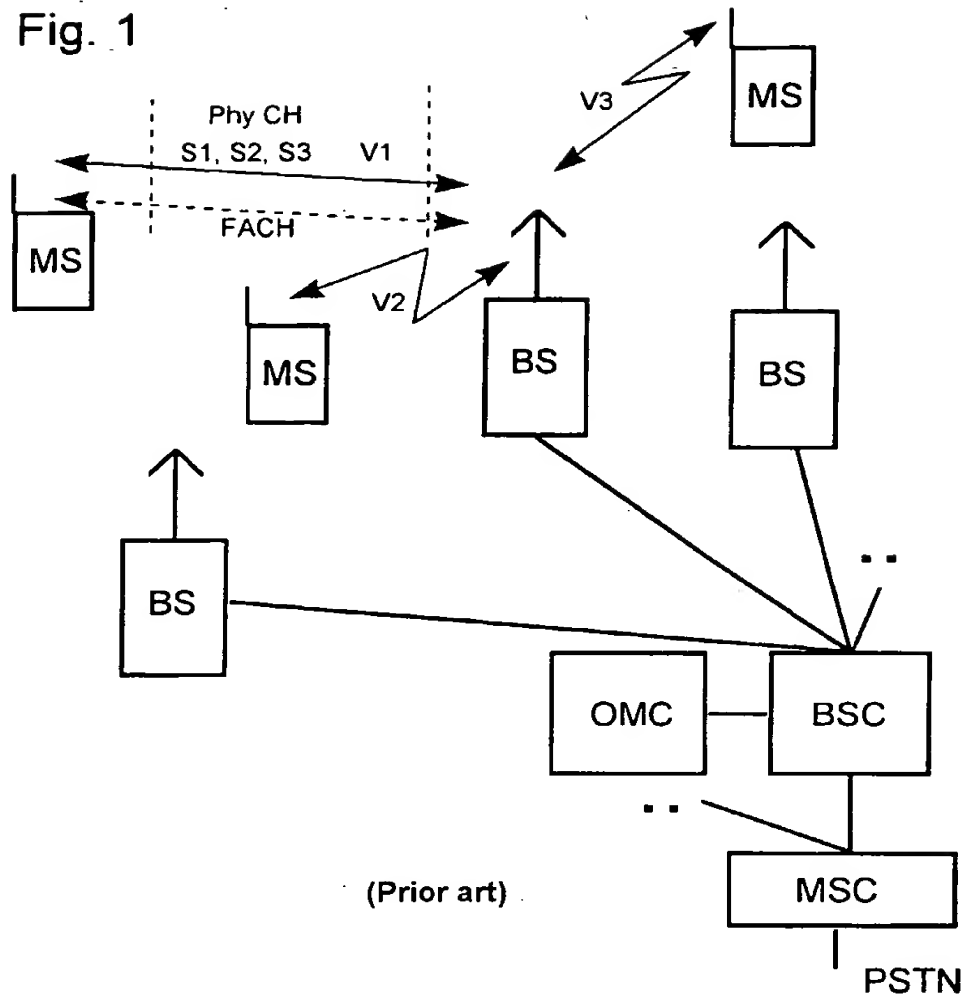 Fig. 1
MS
V3
Phy CH
S1, S2, S3 V1
FACH
MS
V2
MS
BS
BS
BS
OMC
BSC
MSC
(Prior art)
PSTN